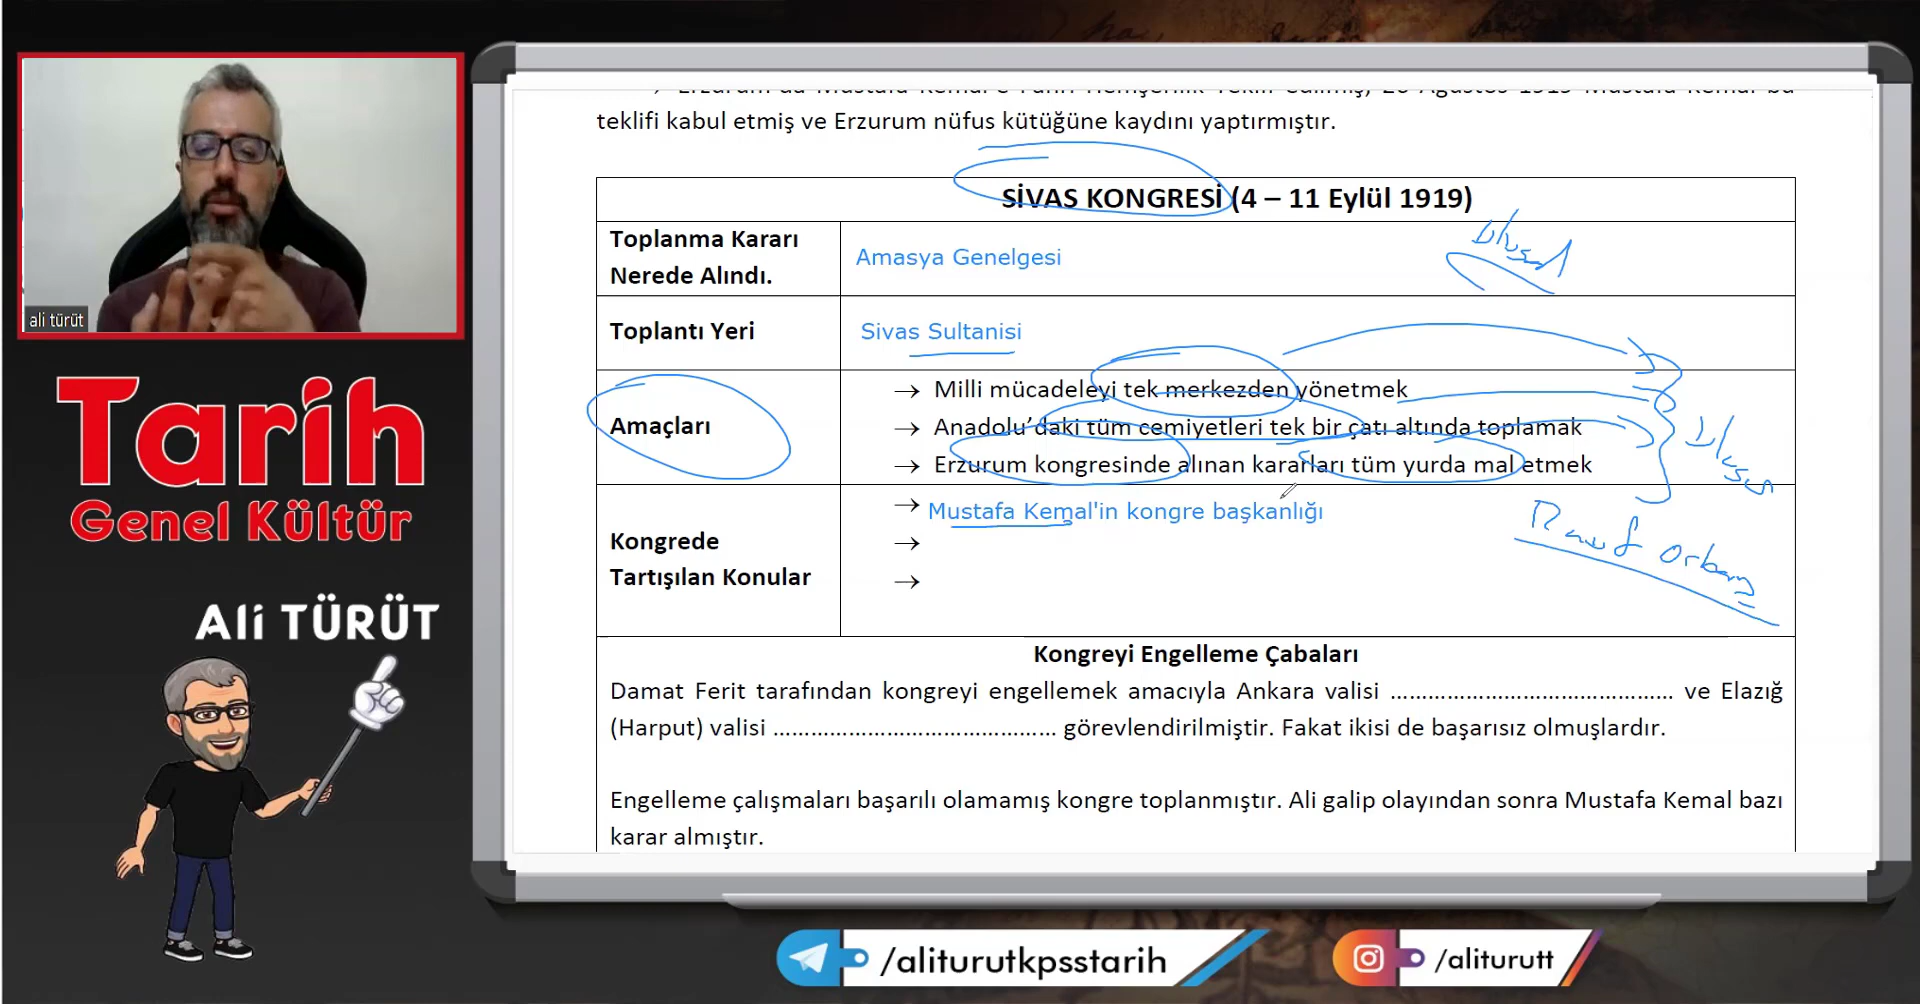 ali türüt
Tarih
Genel Kültür
Ali TÜRÜT
teklifi kabul etmiş ve Erzurum nüfus kütüğüne kaydını yaptırmıştır.
SİVAS KONGRESİ (4 – 11 Eylül 1919)
Toplanma Kararı
Nerede Alındı.
Amasya Genelgesi
Ulusal
Toplantı Yeri
Sivas Sultanisi
Amaçları
→ Milli mücadeleyi tek merkezden yönetmek
→ Anadolu'daki tüm cemiyetleri tek bir çatı altında toplamak
→ Erzurum kongresinde alınan kararları tüm yurda mal etmek
Kongrede
Tartışılan Konular
→ Mustafa Kemal'in kongre başkanlığı
→
→
Rauf Orbay
Kongreyi Engelleme Çabaları
Damat Ferit tarafından kongreyi engellemek amacıyla Ankara valisi ............................................ ve Elazığ
(Harput) valisi ............................................ görevlendirilmiştir. Fakat ikisi de başarısız olmuşlardır.
Engelleme çalışmaları başarılı olamamış kongre toplanmıştır. Ali galip olayından sonra Mustafa Kemal bazı
karar almıştır.
/aliturutkpsstarih
/aliturutt